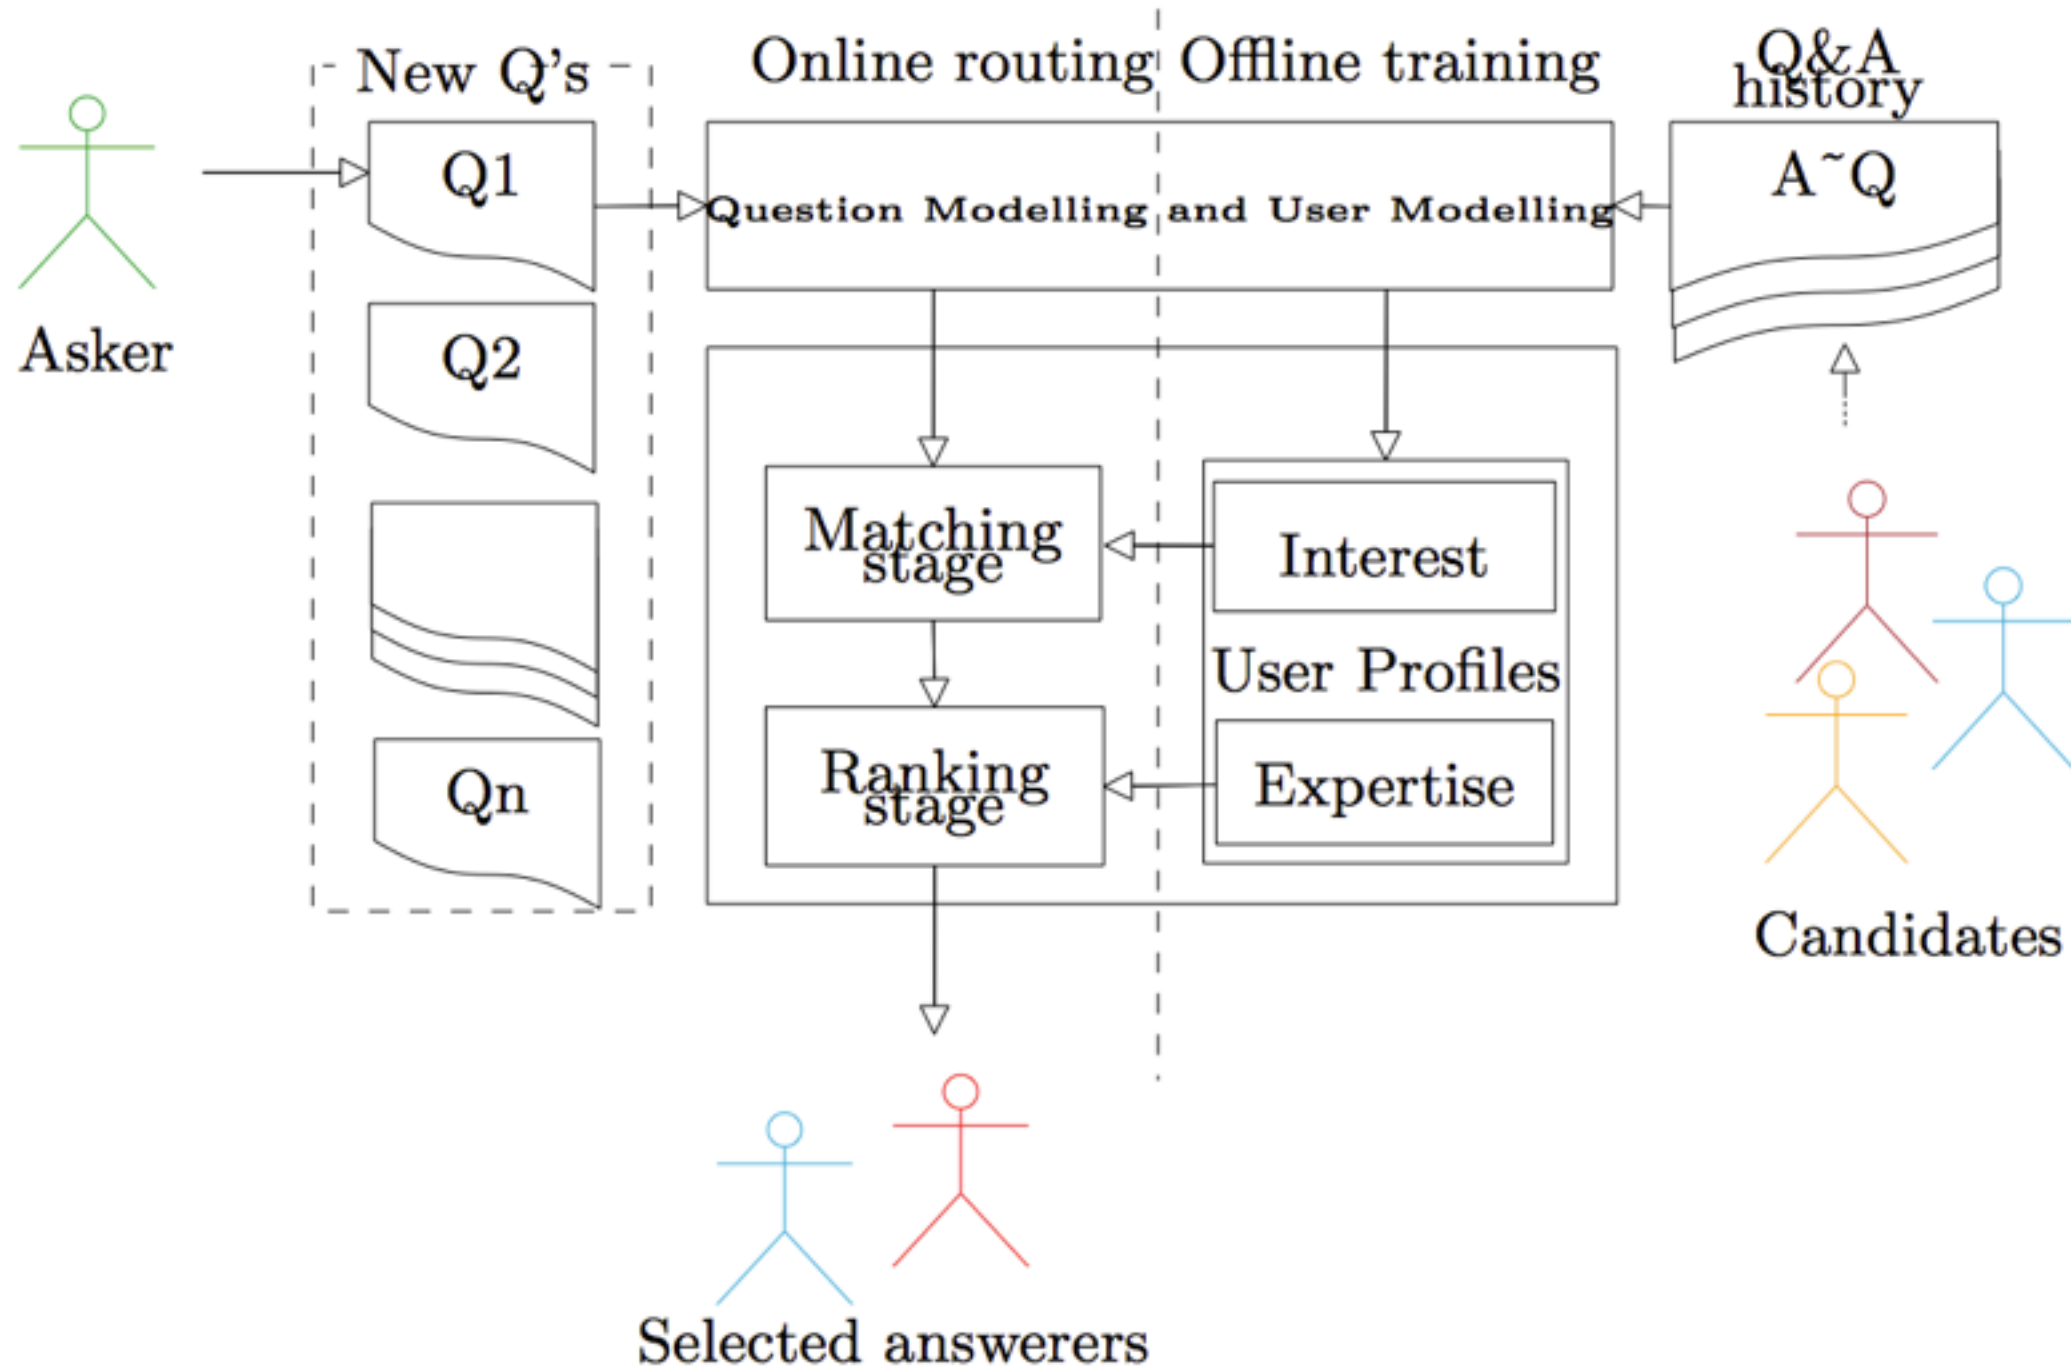 New Q's
Online routing
Offline training
Q&A
history
Q1
A~Q
Question Modelling and User Modelling
Asker
Q2
Matching
stage
Interest
User Profiles
Ranking
stage
Expertise
Qn
Candidates
Selected answerers